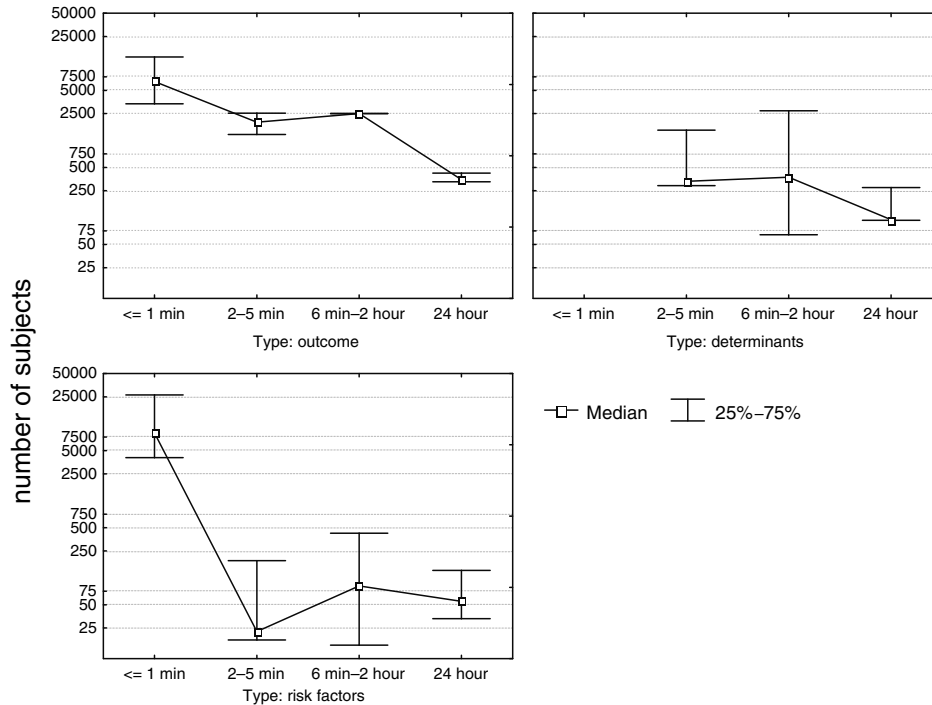 number of subjects
50000
25000
7500
5000
2500
750
500
250
75
50
25
<= 1 min 2–5 min 6 min–2 hour 24 hour
Type: outcome
<= 1 min 2–5 min 6 min–2 hour 24 hour
Type: determinants
50000
25000
7500
5000
2500
750
500
250
75
50
25
<= 1 min 2–5 min 6 min–2 hour 24 hour
Type: risk factors
Median 25%–75%